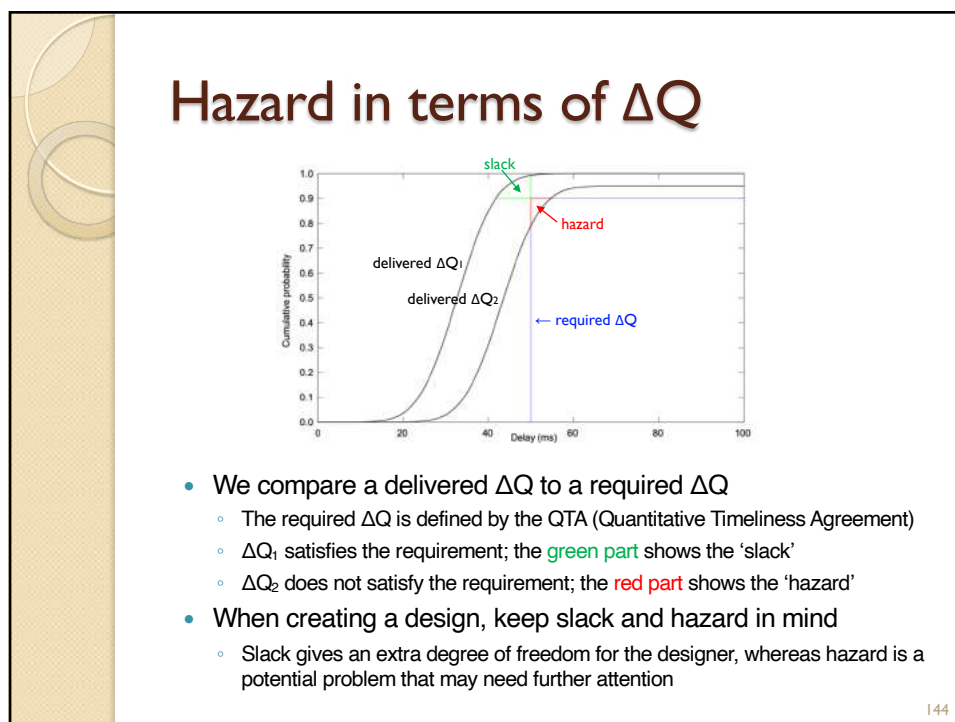 Hazard in terms of ΔQ
slack
1.0
0.9
hazard
0.8
0.7
delivered ΔQ₁
0.6
0.5
delivered ΔQ₂
← required ΔQ
0.4
0.3
0.2
0.1
0.0
Cumulative probability
0 20 40 60 80 100
Delay (ms)
• We compare a delivered ΔQ to a required ΔQ
◦ The required ΔQ is defined by the QTA (Quantitative Timeliness Agreement)
◦ ΔQ₁ satisfies the requirement; the green part shows the ‘slack’
◦ ΔQ₂ does not satisfy the requirement; the red part shows the ‘hazard’
• When creating a design, keep slack and hazard in mind
◦ Slack gives an extra degree of freedom for the designer, whereas hazard is a
potential problem that may need further attention
144